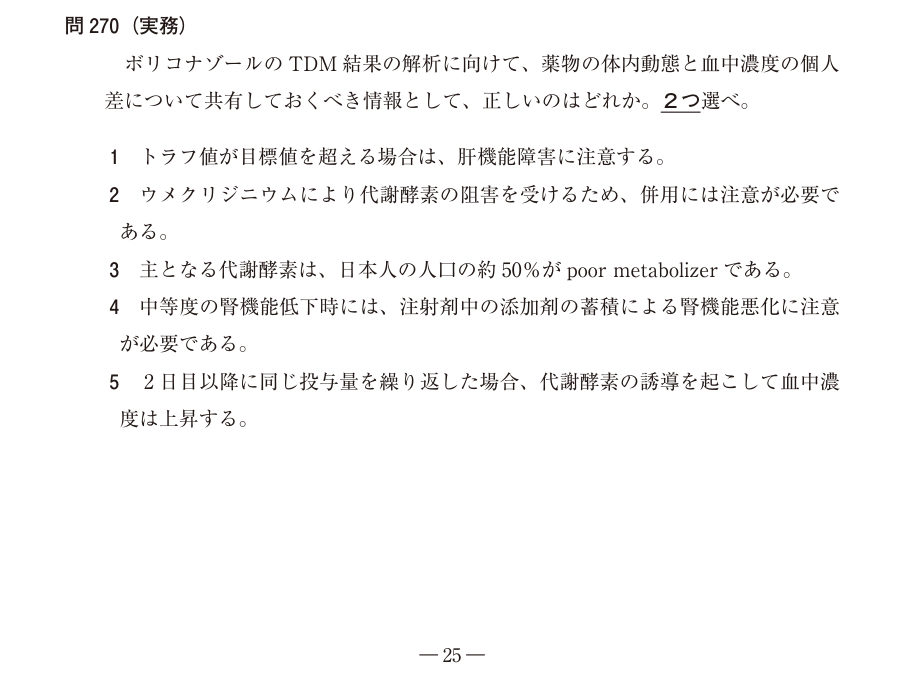 問 270（実務）
ボリコナゾールの TDM 結果の解析に向けて、薬物の体内動態と血中濃度の個人
差について共有しておくべき情報として、正しいのはどれか。２つ選べ。
1 トラフ値が目標値を超える場合は、肝機能障害に注意する。
2 ウメクリジニウムにより代謝酵素の阻害を受けるため、併用には注意が必要で
ある。
3 主となる代謝酵素は、日本人の人口の約 50％が poor metabolizer である。
4 中等度の腎機能低下時には、注射剤中の添加剤の蓄積による腎機能悪化に注意
が必要である。
5 ２日目以降に同じ投与量を繰り返した場合、代謝酵素の誘導を起こして血中濃
度は上昇する。
― 25 ―